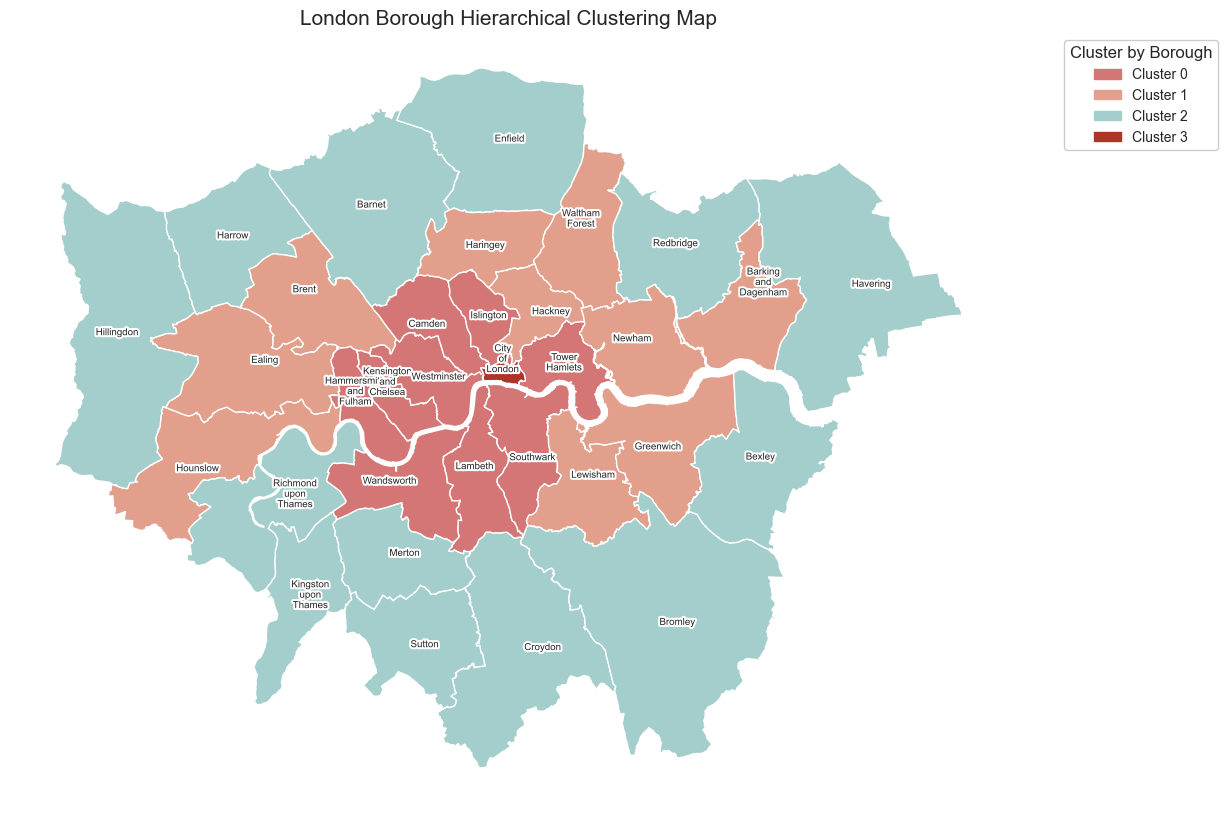 London Borough Hierarchical Clustering Map
Cluster by Borough
Cluster 0
Cluster 1
Cluster 2
Cluster 3
Enfield
Barnet
Waltham
Forest
Harrow
Haringey
Redbridge
Barking
and
Dagenham
Havering
Brent
Hackney
Islington
Camden
Hillingdon
Newham
City
of
London
Tower
Hamlets
Ealing
Kensington
and
Chelsea
Westminster
Hammersmi
and
Fulham
Greenwich
Southwark
Bexley
Lambeth
Hounslow
Lewisham
Wandsworth
Richmond
upon
Thames
Merton
Kingston
upon
Thames
Bromley
Sutton
Croydon